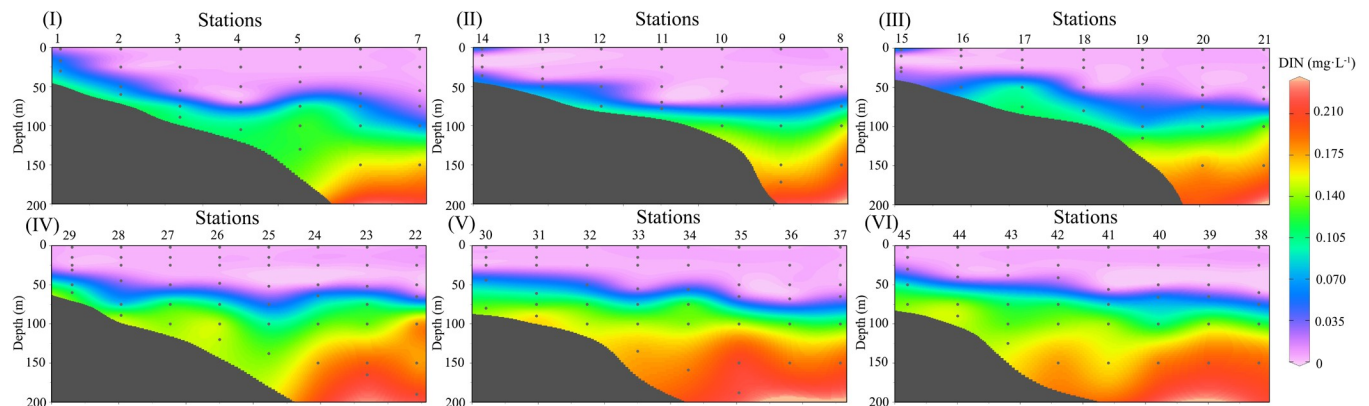 (I) Stations
1 2 3 4 5 6 7
0
50
100
150
200
Depth (m)
(II) Stations
14 13 12 11 10 9 8
0
50
100
150
200
Depth (m)
(III) Stations
15 16 17 18 19 20 21
0
50
100
150
200
Depth (m)
DIN (mg·L⁻¹)
0.210
0.175
0.140
0.105
0.070
0.035
0
(IV) Stations
29 28 27 26 25 24 23 22
0
50
100
150
200
Depth (m)
(V) Stations
30 31 32 33 34 35 36 37
0
50
100
150
200
Depth (m)
(VI) Stations
45 44 43 42 41 40 39 38
0
50
100
150
200
Depth (m)